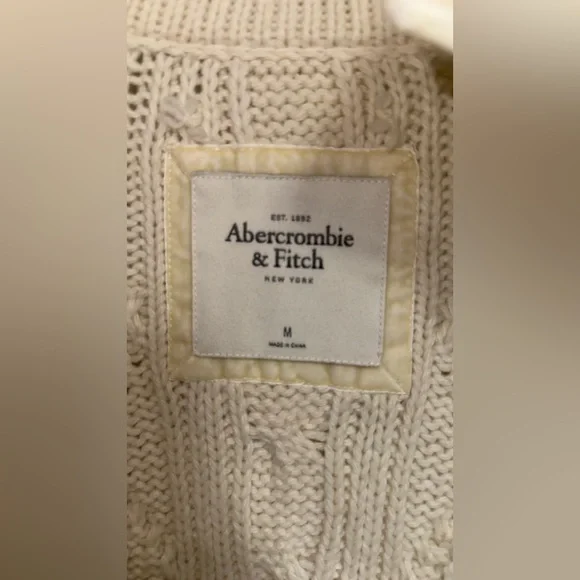 EST. 1892
Abercrombie
& Fitch
NEW YORK
M
MADE IN CHINA